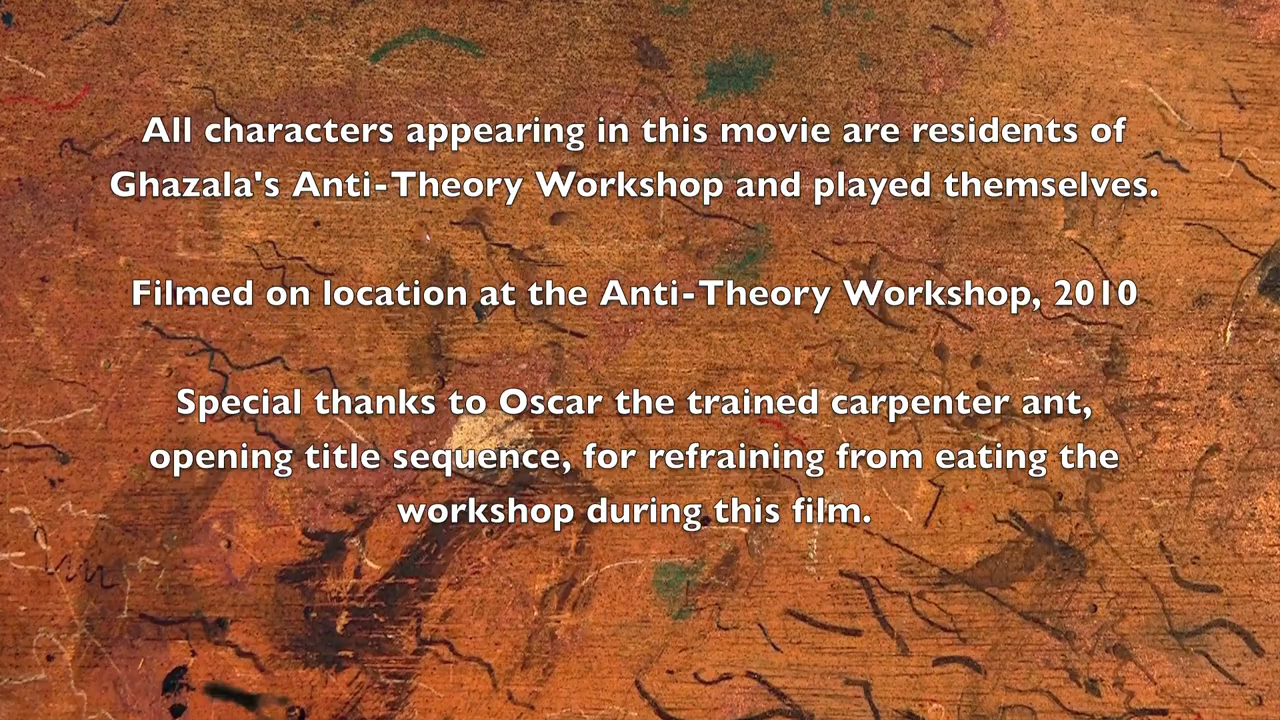 All characters appearing in this movie are residents of
Ghazala's Anti-Theory Workshop and played themselves.
Filmed on location at the Anti-Theory Workshop, 2010
Special thanks to Oscar the trained carpenter ant,
opening title sequence, for refraining from eating the
workshop during this film.